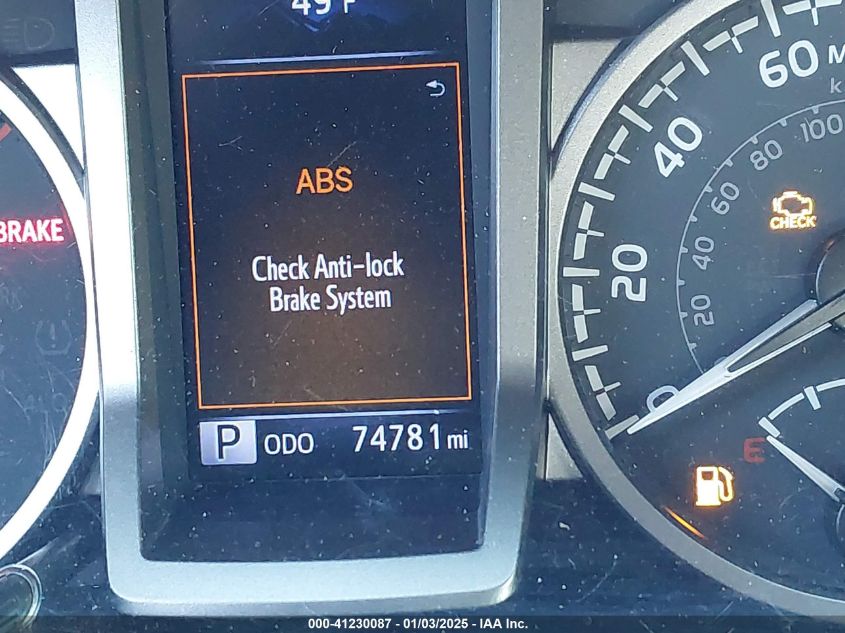 49°F
ABS
Check Anti-lock
Brake System
P ODO 74781 mi
BRAKE
60
40
20
0
100
80
60
40
20
CHECK
E
000-41230087 - 01/03/2025 - IAA Inc.